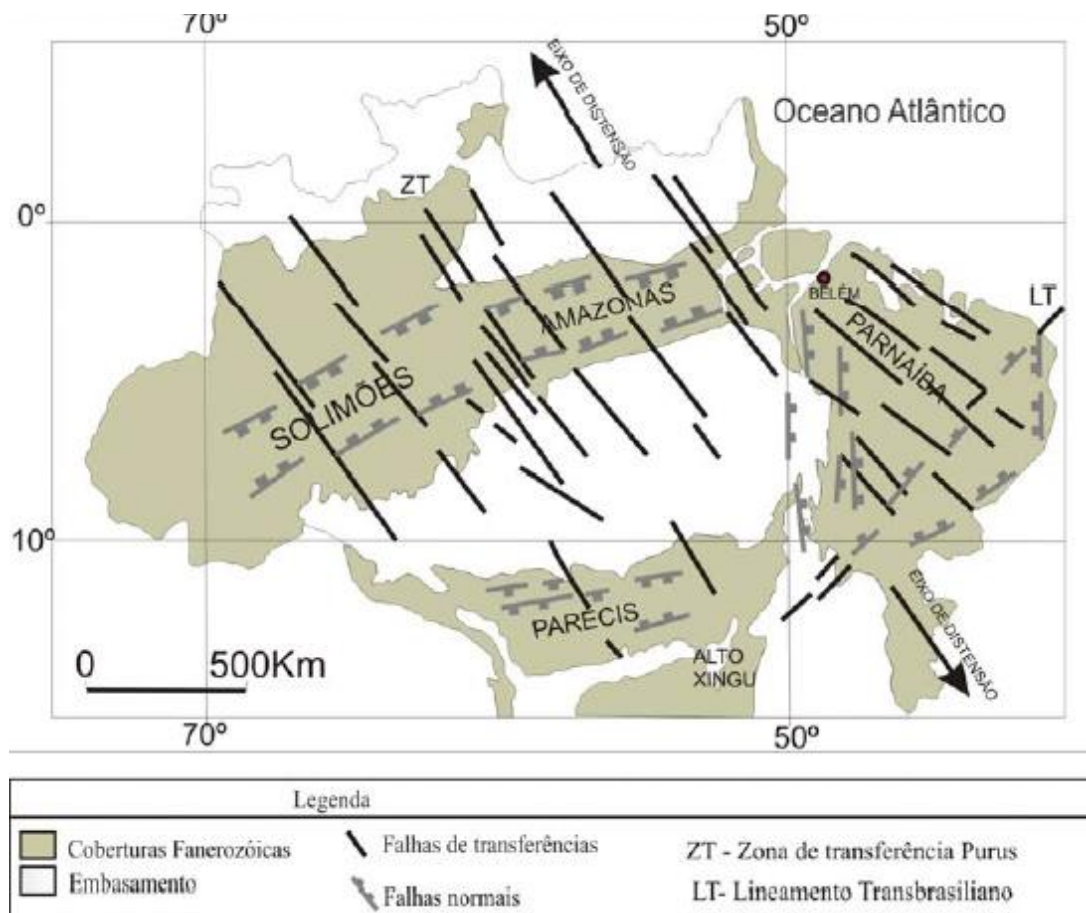 70º
50º
EIXO DE DISTENSÃO
Oceano Atlântico
ZT
0º
BELÉM
LT
AMAZONAS
PARNAÍBA
SOLIMÕES
10º
EIXO DE DISTENSÃO
PARECIS
0 500Km
ALTO
XINGU
70º
50º
Legenda
Coberturas Fanerozóicas
Falhas de transferências
ZT - Zona de transferência Purus
Embasamento
Falhas normais
LT- Lineamento Transbrasiliano